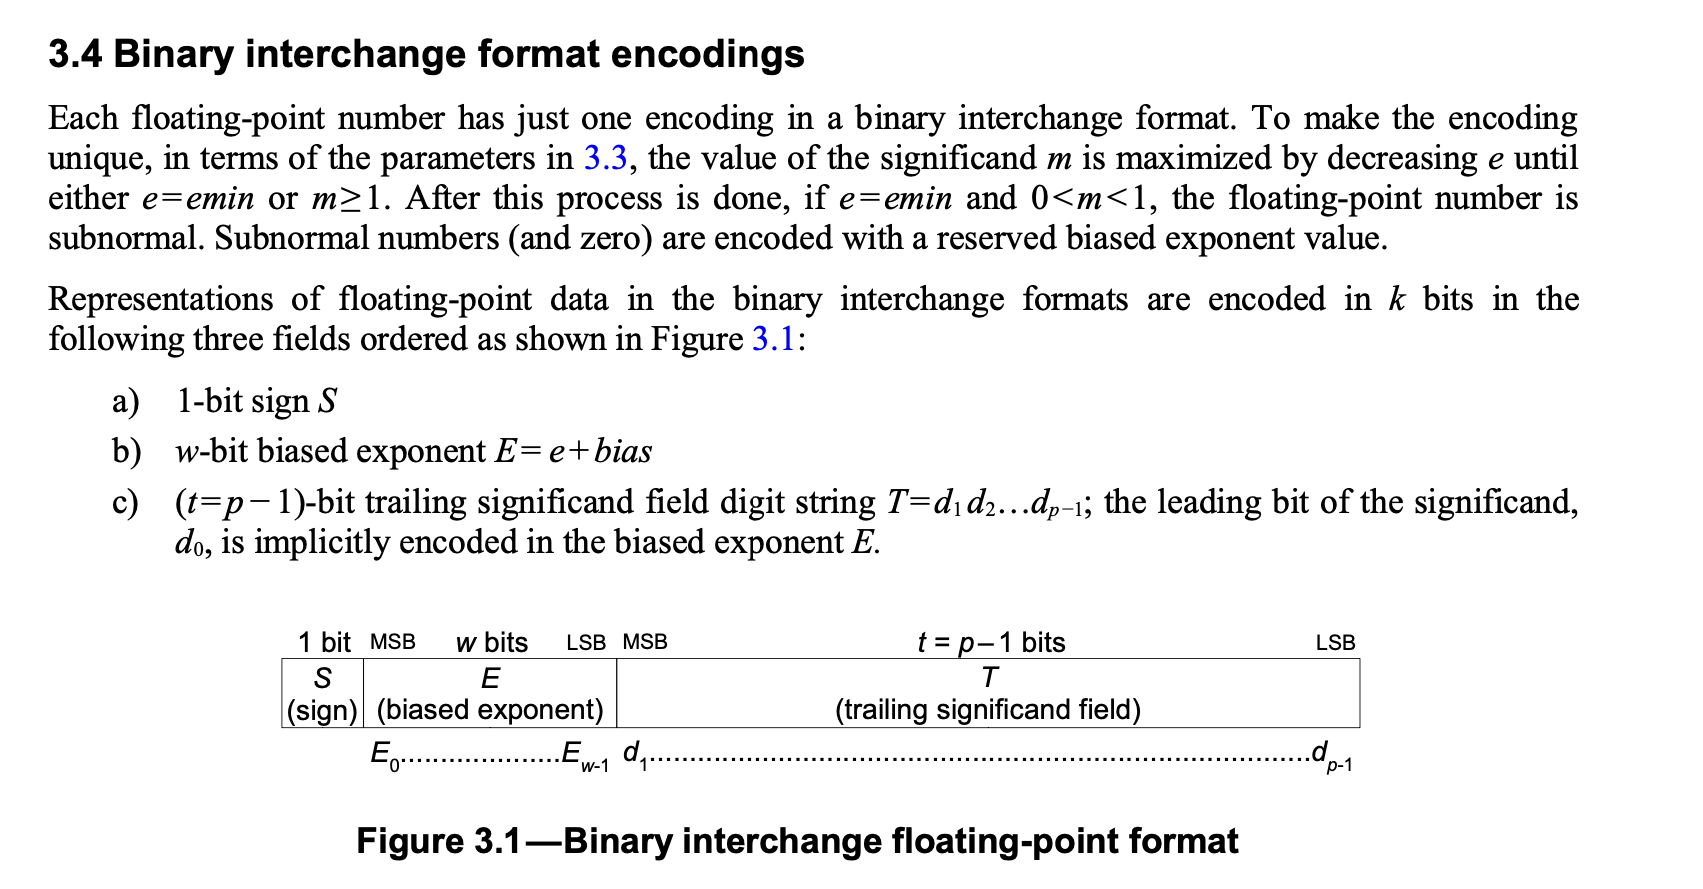 3.4 Binary interchange format encodings
Each floating-point number has just one encoding in a binary interchange format. To make the encoding
unique, in terms of the parameters in 3.3, the value of the significand m is maximized by decreasing e until
either e=emin or m≥1. After this process is done, if e=emin and 0<m<1, the floating-point number is
subnormal. Subnormal numbers (and zero) are encoded with a reserved biased exponent value.
Representations of floating-point data in the binary interchange formats are encoded in k bits in the
following three fields ordered as shown in Figure 3.1:
a) 1-bit sign S
b) w-bit biased exponent E=e+bias
c) (t=p−1)-bit trailing significand field digit string T=d₁d₂…dₚ₋₁; the leading bit of the significand,
d₀, is implicitly encoded in the biased exponent E.
1 bit MSB w bits LSB MSB t = p−1 bits LSB
S E T
(sign) (biased exponent) (trailing significand field)
E₀....................E w-1 d₁..................................................................................d p-1
Figure 3.1—Binary interchange floating-point format